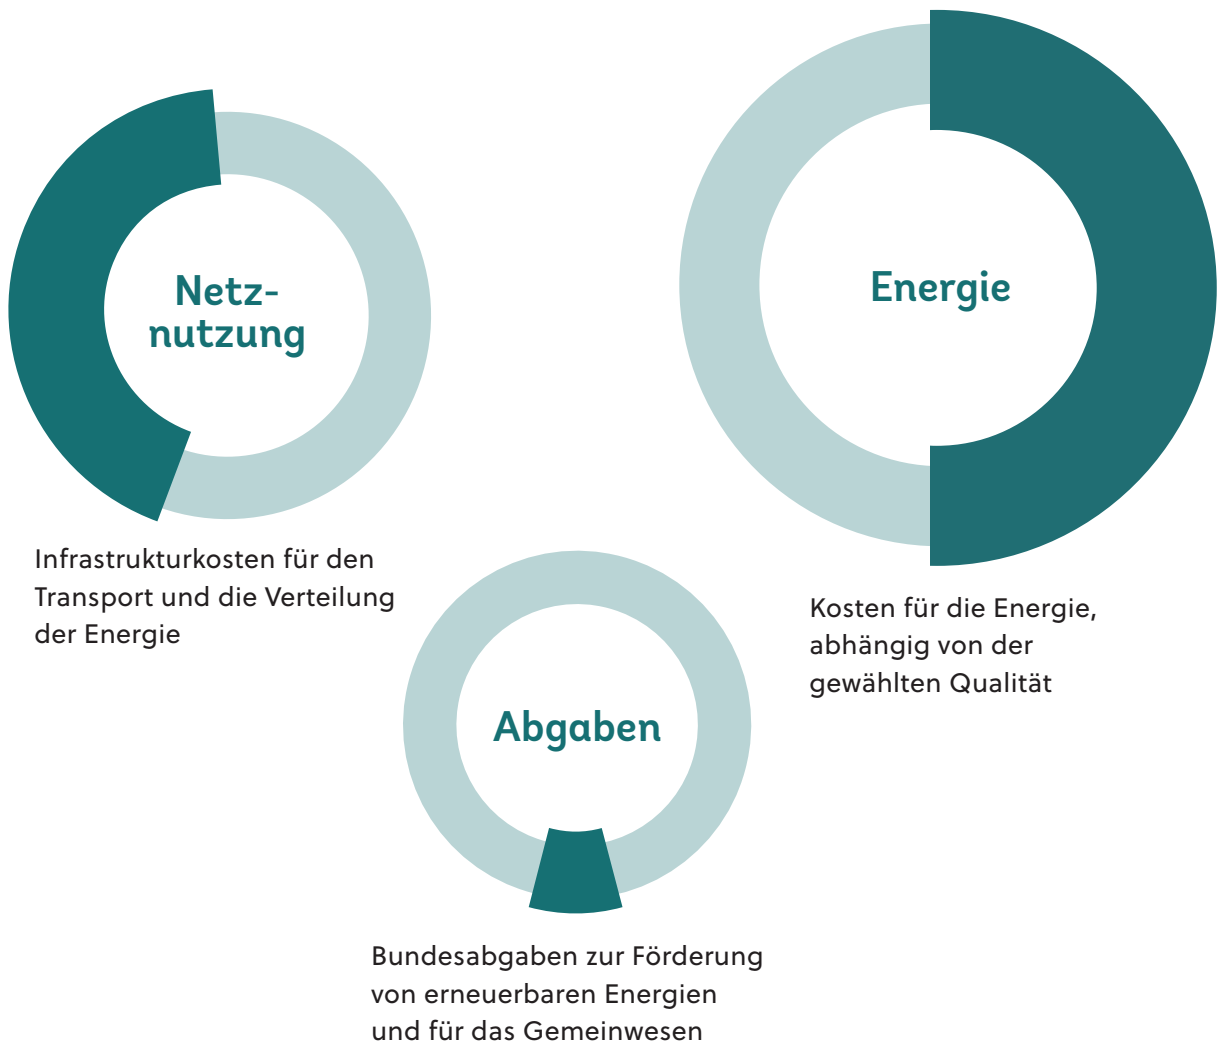 Netz-
nutzung
Infrastrukturkosten für den
Transport und die Verteilung
der Energie
Energie
Kosten für die Energie,
abhängig von der
gewählten Qualität
Abgaben
Bundesabgaben zur Förderung
von erneuerbaren Energien
und für das Gemeinwesen